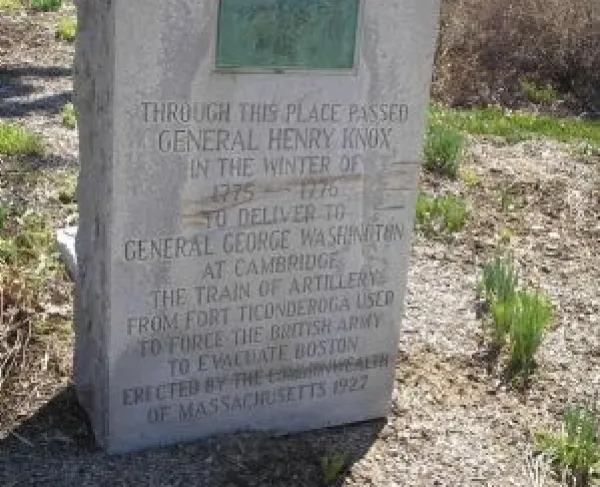 THROUGH THIS PLACE PASSED
GENERAL HENRY KNOX
IN THE WINTER OF
1775 — 1776
TO DELIVER TO
GENERAL GEORGE WASHINGTON
AT CAMBRIDGE
THE TRAIN OF ARTILLERY
FROM FORT TICONDEROGA USED
TO FORCE THE BRITISH ARMY
TO EVACUATE BOSTON
ERECTED BY THE COMMONWEALTH
OF MASSACHUSETTS 1927